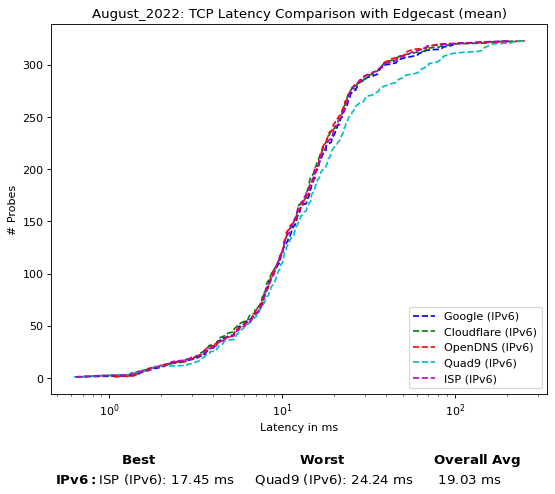 August_2022: TCP Latency Comparison with Edgecast (mean)
300
250
200
150
100
50
0
# Probes
Google (IPv6)
Cloudflare (IPv6)
OpenDNS (IPv6)
Quad9 (IPv6)
ISP (IPv6)
10⁰ 10¹ 10²
Latency in ms
Best Worst Overall Avg
IPv6: ISP (IPv6): 17.45 ms Quad9 (IPv6): 24.24 ms 19.03 ms